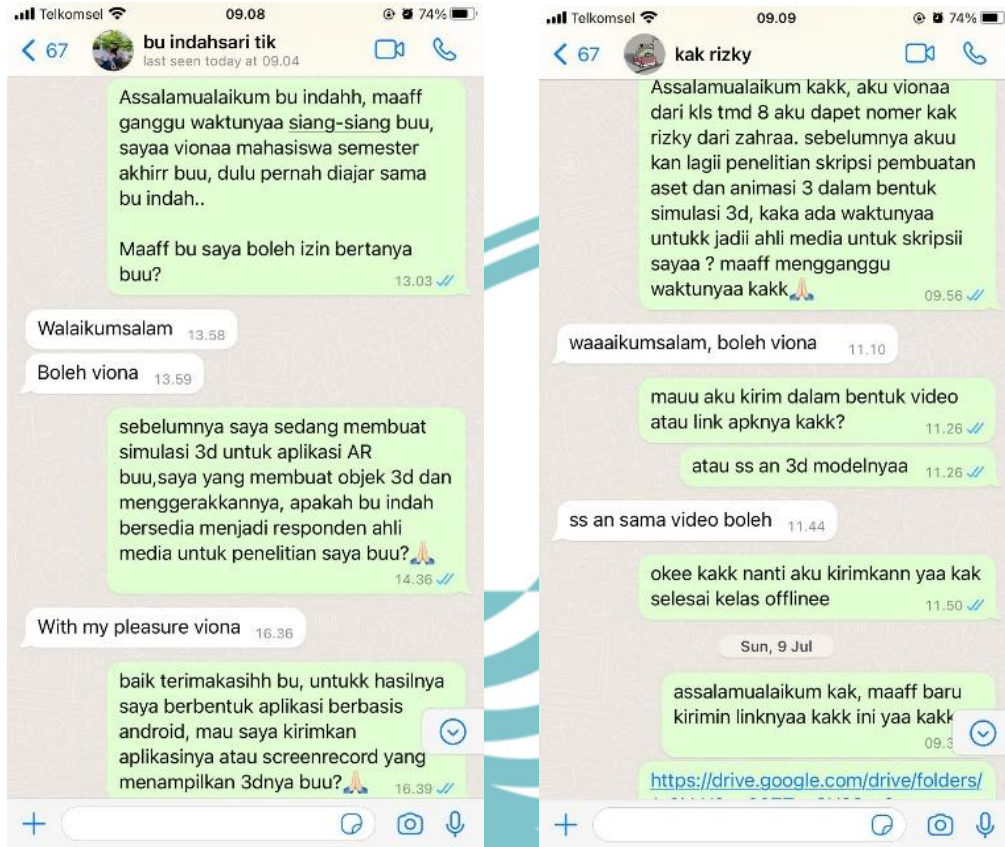 Telkomsel
09.08
74%
67
bu indahsari tik
last seen today at 09.04
Assalamualaikum bu indahh, maaff
ganggu waktunyaa siang-siang buu,
sayaa vionaa mahasiswa semester
akhirr buu, dulu pernah diajar sama
bu indah..
Maaff bu saya boleh izin bertanya
buu?
13.03
Walaikumsalam 13.58
Boleh viona 13.59
sebelumnya saya sedang membuat
simulasi 3d untuk aplikasi AR
buu,saya yang membuat objek 3d dan
menggerakkannya, apakah bu indah
bersedia menjadi responden ahli
media untuk penelitian saya buu?🙏🏻
14.36
With my pleasure viona 16.36
baik terimakasihh bu, untukk hasilnya
saya berbentuk aplikasi berbasis
android, mau saya kirimkan
aplikasinya atau screenrecord yang
menampilkan 3dnya buu?🙏🏻 16.39
Telkomsel
09.09
74%
67
kak rizky
Assalamualaikum kakk, aku vionaa
dari kls tmd 8 aku dapet nomer kak
rizky dari zahraa. sebelumnya akuu
kan lagii penelitian skripsi pembuatan
aset dan animasi 3 dalam bentuk
simulasi 3d, kaka ada waktunyaa
untukk jadii ahli media untuk skripsii
sayaa ? maaff mengganggu
waktunyaa kakk🙏🏻 09.56
waaaikumsalam, boleh viona 11.10
mauu aku kirim dalam bentuk video
atau link apknya kakk? 11.26
atau ss an 3d modelnyaa 11.26
ss an sama video boleh 11.44
okee kakk nanti aku kirimkann yaa kak
selesai kelas offlinee 11.50
Sun, 9 Jul
assalamualaikum kak, maaff baru
kirimin linknyaa kakk ini yaa kakk
https://drive.google.com/drive/folders/